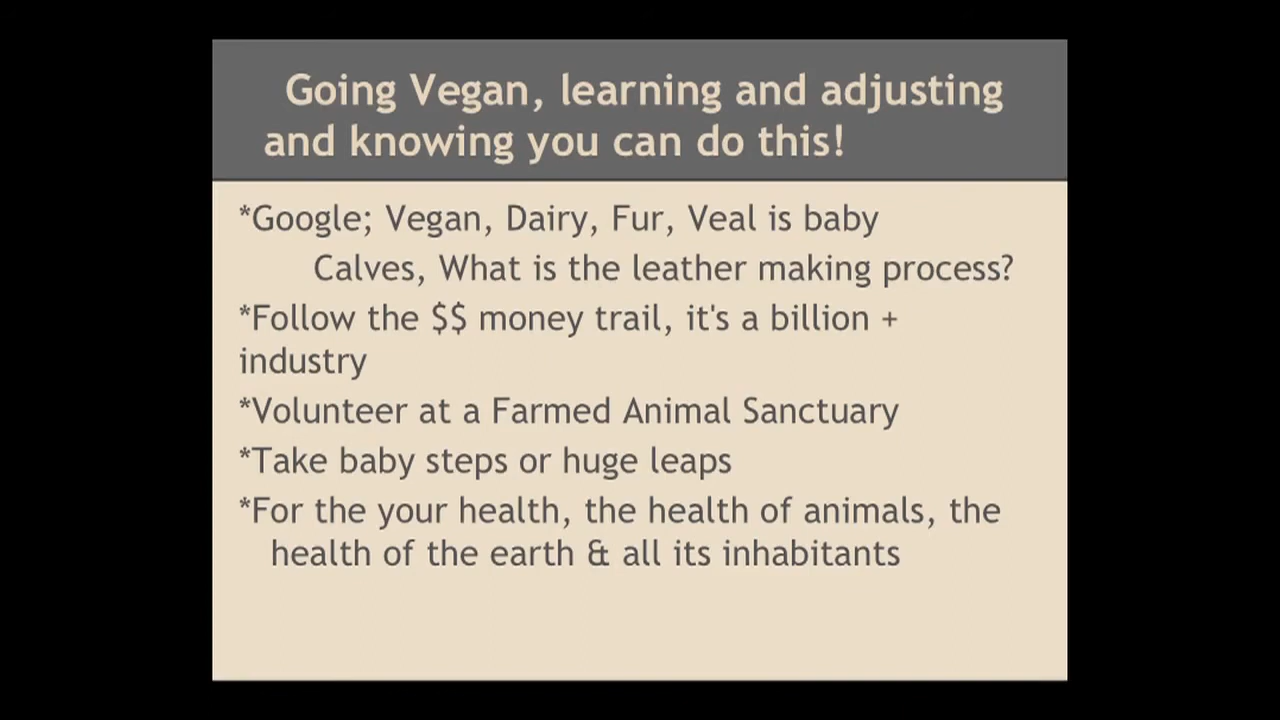 Going Vegan, learning and adjusting
and knowing you can do this!
*Google; Vegan, Dairy, Fur, Veal is baby
Calves, What is the leather making process?
*Follow the $$ money trail, it's a billion +
industry
*Volunteer at a Farmed Animal Sanctuary
*Take baby steps or huge leaps
*For the your health, the health of animals, the
health of the earth & all its inhabitants